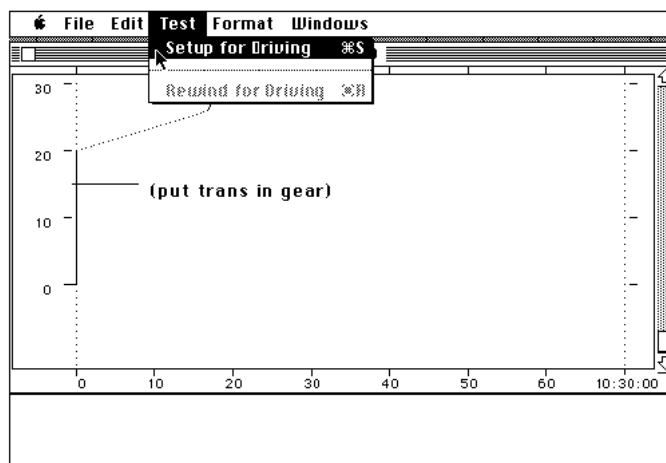 File Edit Test Format Windows
Setup for Driving ⌘S
Rewind for Driving ⌘R
30
20
(put trans in gear)
10
0
0 10 20 30 40 50 60 10:30:00